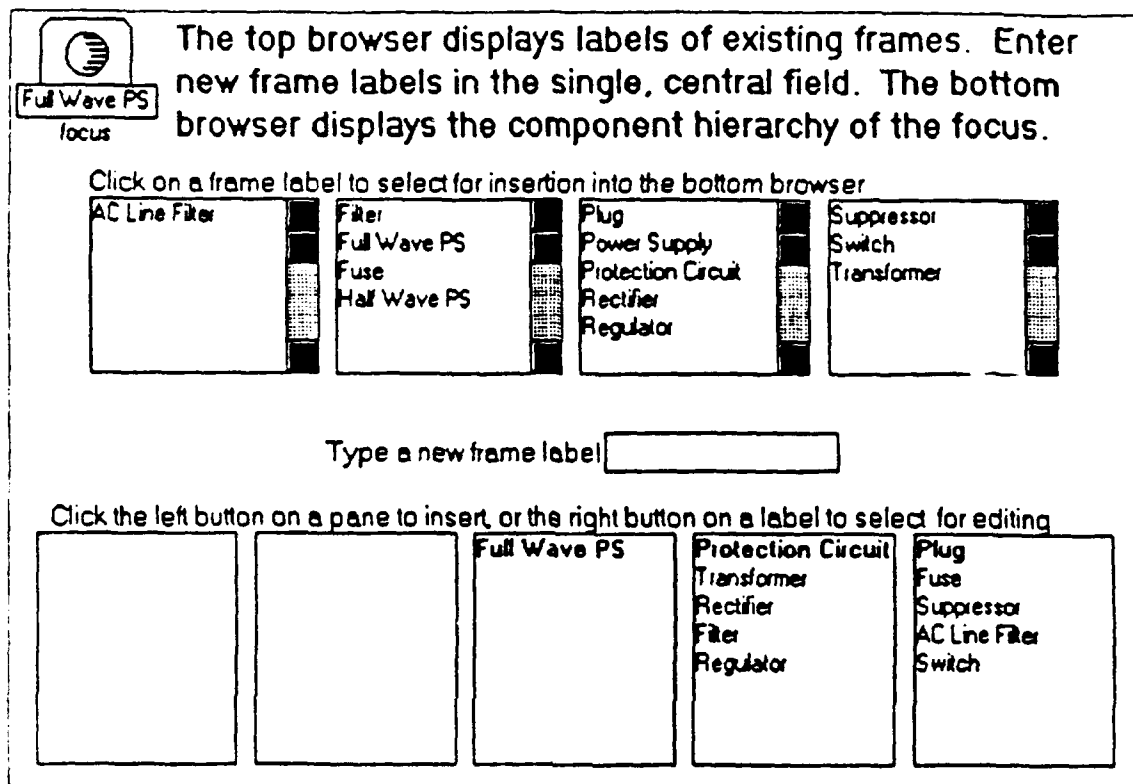 The top browser displays labels of existing frames. Enter
new frame labels in the single, central field. The bottom
browser displays the component hierarchy of the focus.
Full Wave PS
focus
Click on a frame label to select for insertion into the bottom browser
AC Line Filter
Filter
Full Wave PS
Fuse
Half Wave PS
Plug
Power Supply
Protection Circuit
Rectifier
Regulator
Suppressor
Switch
Transformer
Type a new frame label
Click the left button on a pane to insert, or the right button on a label to select for editing
Full Wave PS
Protection Circuit
Transformer
Rectifier
Filter
Regulator
Plug
Fuse
Suppressor
AC Line Filter
Switch